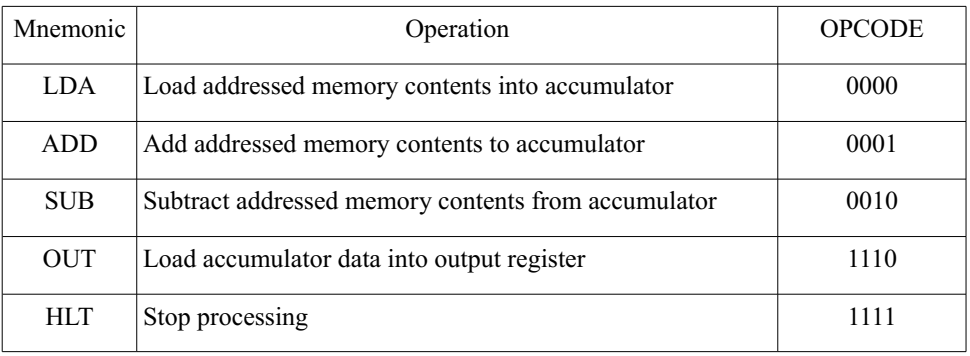 Mnemonic Operation OPCODE
LDA Load addressed memory contents into accumulator 0000
ADD Add addressed memory contents to accumulator 0001
SUB Subtract addressed memory contents from accumulator 0010
OUT Load accumulator data into output register 1110
HLT Stop processing 1111